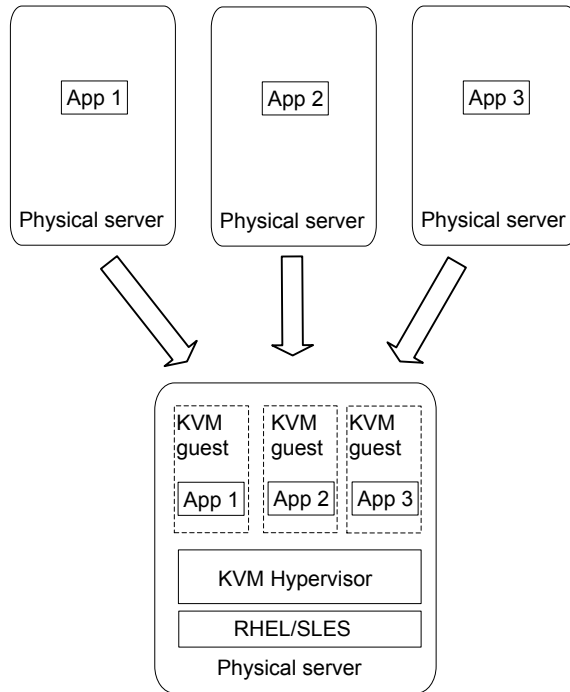 App 1
App 2
App 3
Physical server
Physical server
Physical server
KVM
guest
KVM
guest
KVM
guest
App 1
App 2
App 3
KVM Hypervisor
RHEL/SLES
Physical server